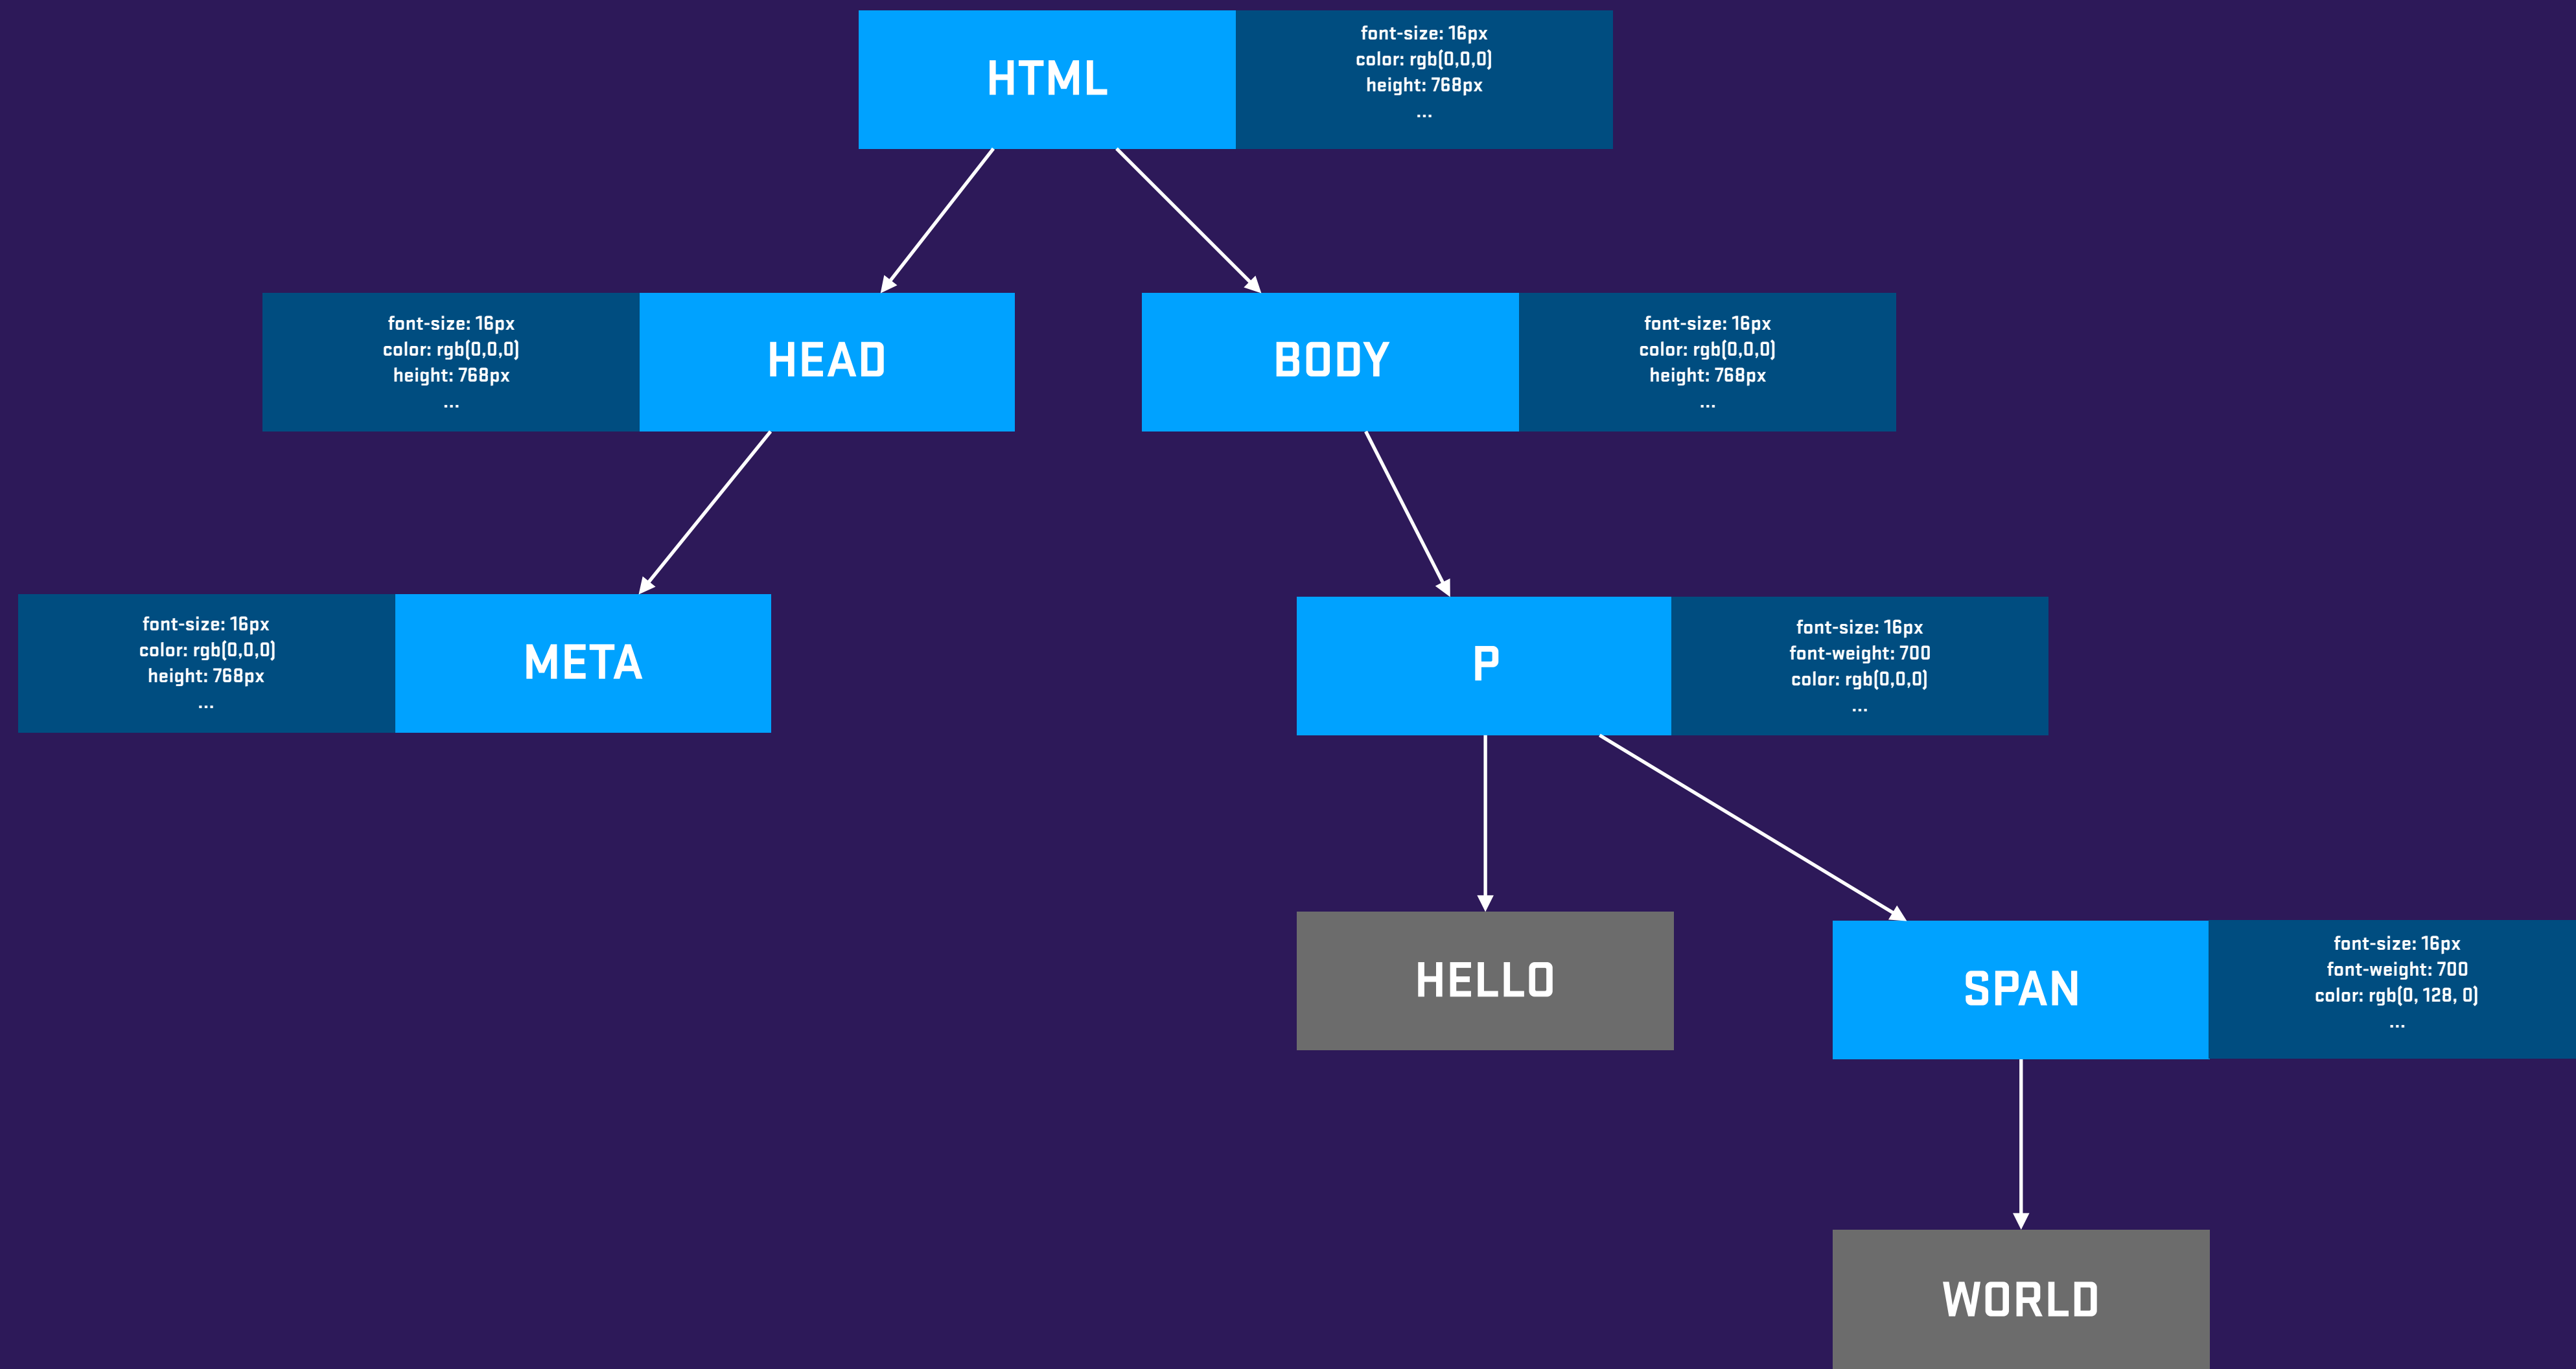 HTML
font-size: 16px
color: rgb(0,0,0)
height: 768px
...
font-size: 16px
color: rgb(0,0,0)
height: 768px
...
HEAD
BODY
font-size: 16px
color: rgb(0,0,0)
height: 768px
...
font-size: 16px
color: rgb(0,0,0)
height: 768px
...
META
P
font-size: 16px
font-weight: 700
color: rgb(0,0,0)
...
HELLO
SPAN
font-size: 16px
font-weight: 700
color: rgb(0, 128, 0)
...
WORLD